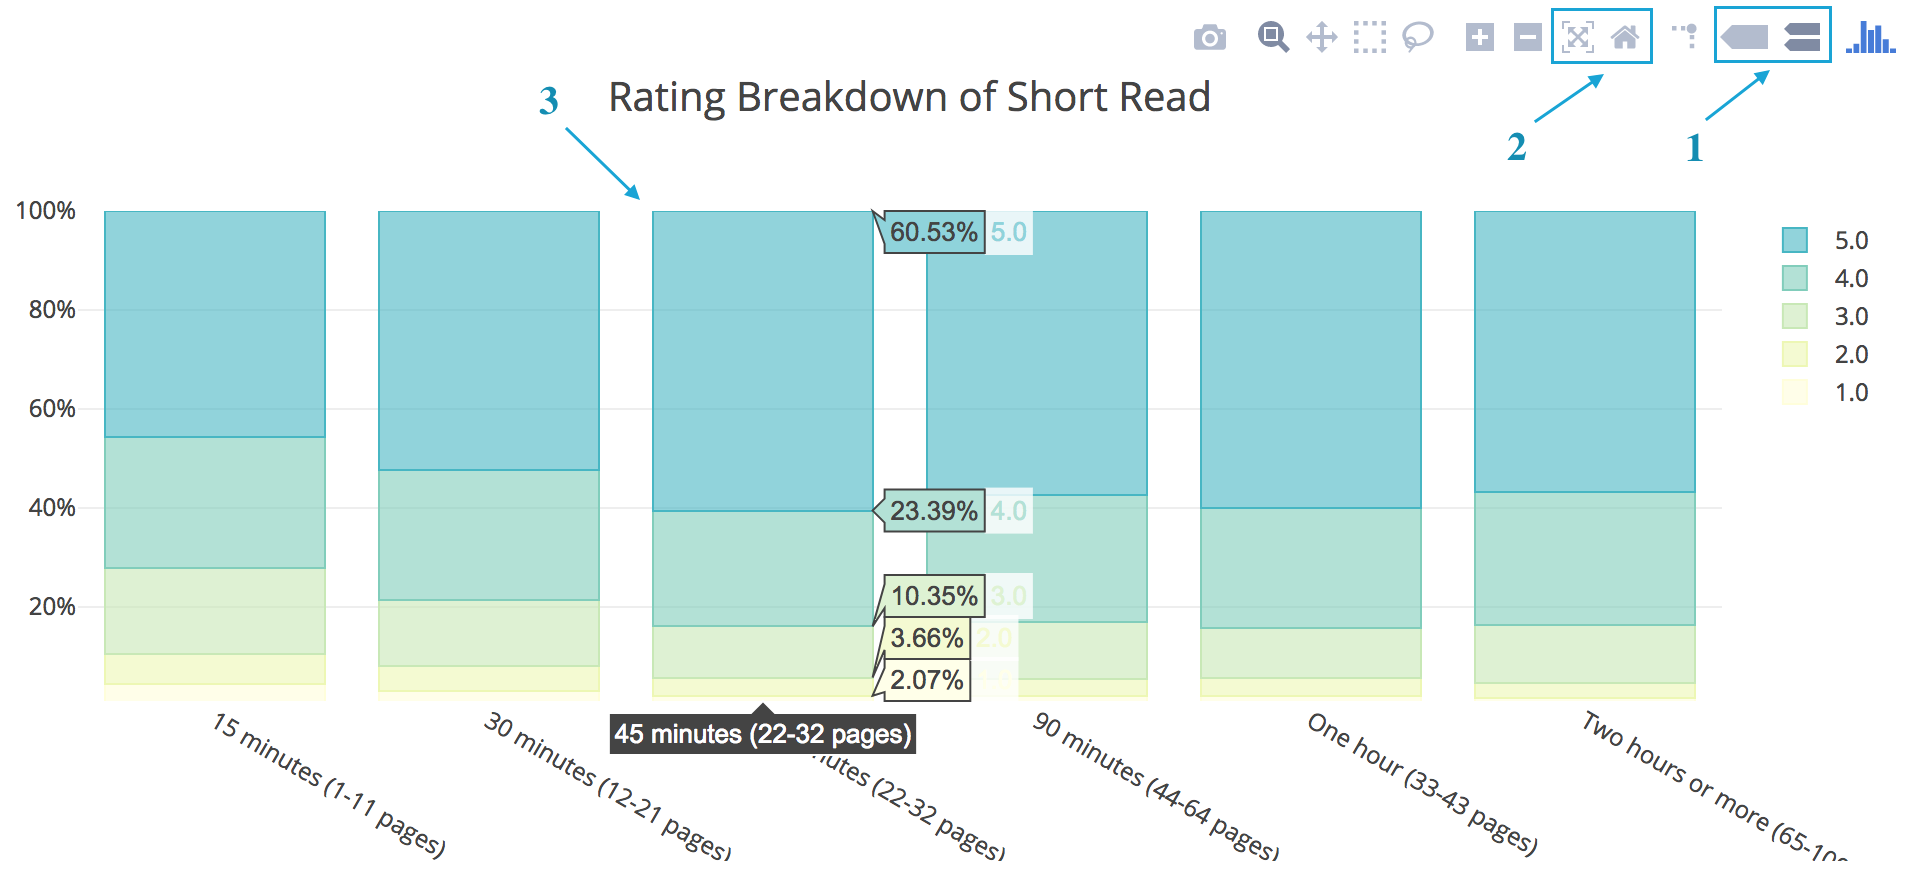 3
Rating Breakdown of Short Read
2
1
100%
80%
60%
40%
20%
60.53% 5.0
23.39% 4.0
10.35% 3.0
3.66% 2.0
2.07%
5.0
4.0
3.0
2.0
1.0
15 minutes (1-11 pages)
30 minutes (12-21 pages)
45 minutes (22-32 pages)
(22-32 pages)
90 minutes (44-64 pages)
One hour (33-43 pages)
Two hours or more